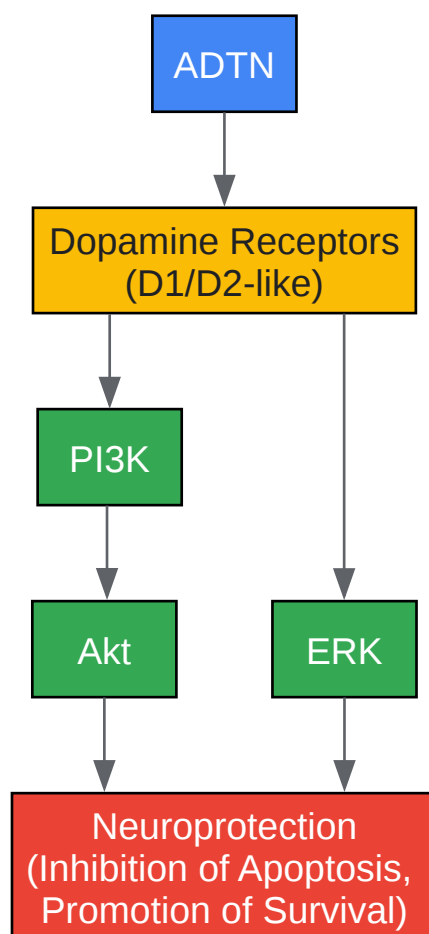 ADTN
Dopamine Receptors
(D1/D2-like)
PI3K
Akt
ERK
Neuroprotection
(Inhibition of Apoptosis,
Promotion of Survival)